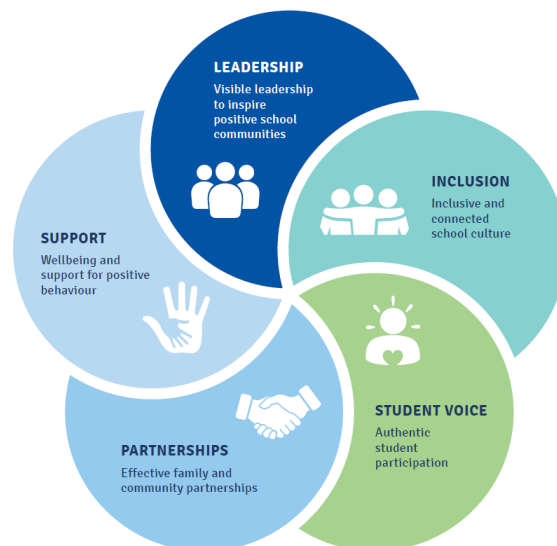 LEADERSHIP
Visible leadership
to inspire
positive school
communities
INCLUSION
Inclusive and
connected
school culture
STUDENT VOICE
Authentic
student
participation
PARTNERSHIPS
Effective family and
community partnerships
SUPPORT
Wellbeing and
support for positive
behaviour